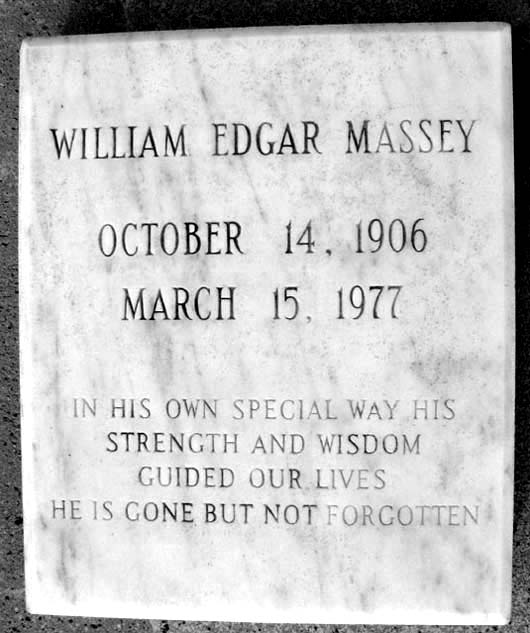 WILLIAM EDGAR MASSEY
OCTOBER 14, 1906
MARCH 15, 1977
IN HIS OWN SPECIAL WAY HIS
STRENGTH AND WISDOM
GUIDED OUR LIVES
HE IS GONE BUT NOT FORGOTTEN